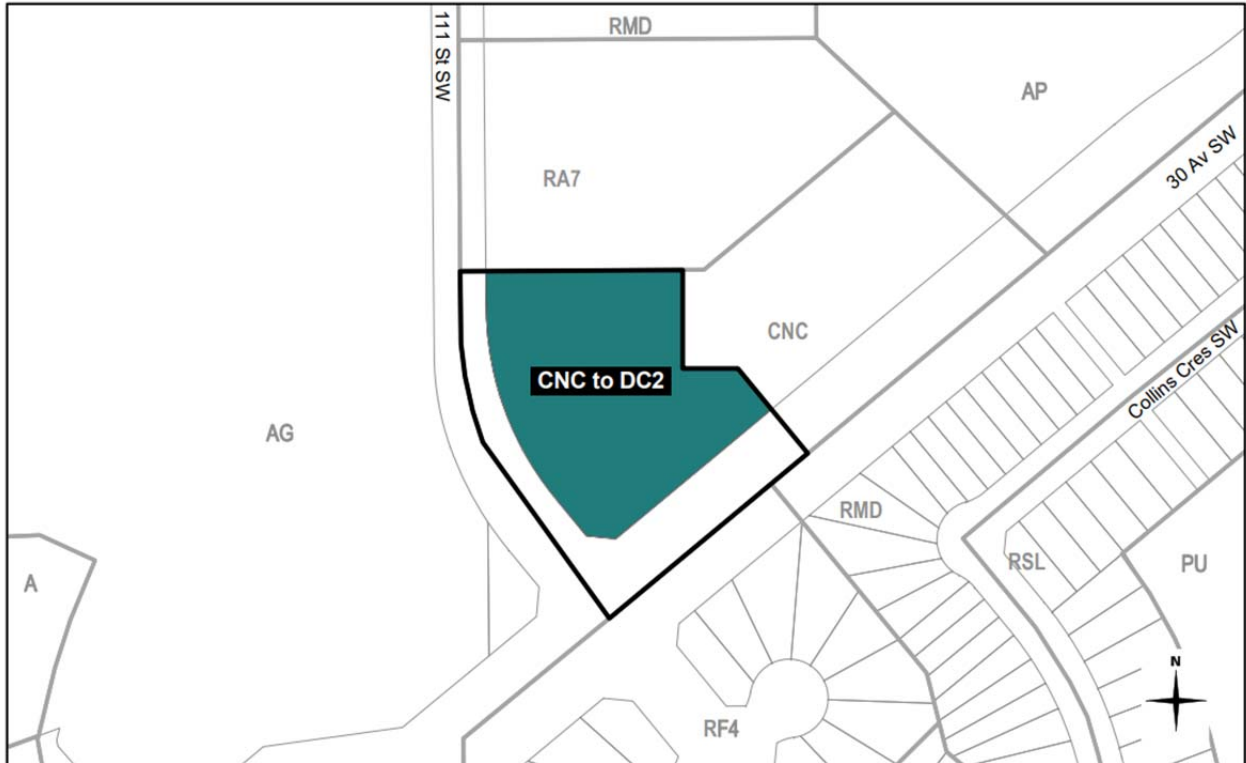 RMD
111 St SW
AP
30 Av SW
RA7
CNC
Collins Cres SW
CNC to DC2
AG
RMD
RSL
PU
A
N
RF4